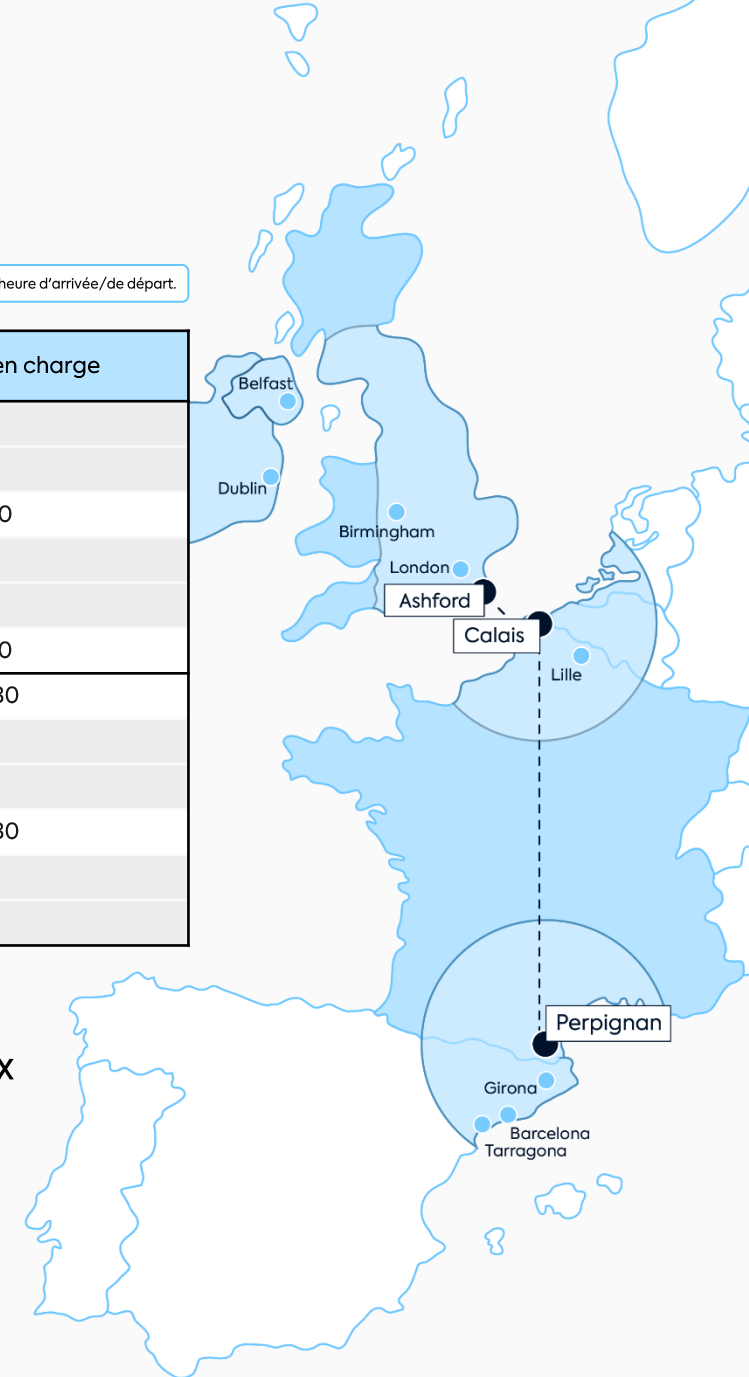 heure d'arrivée/de départ.
en charge
0
0
30
30
x
Belfast
Dublin
Birmingham
London
Ashford
Calais
Lille
Perpignan
Girona
Barcelona
Tarragona